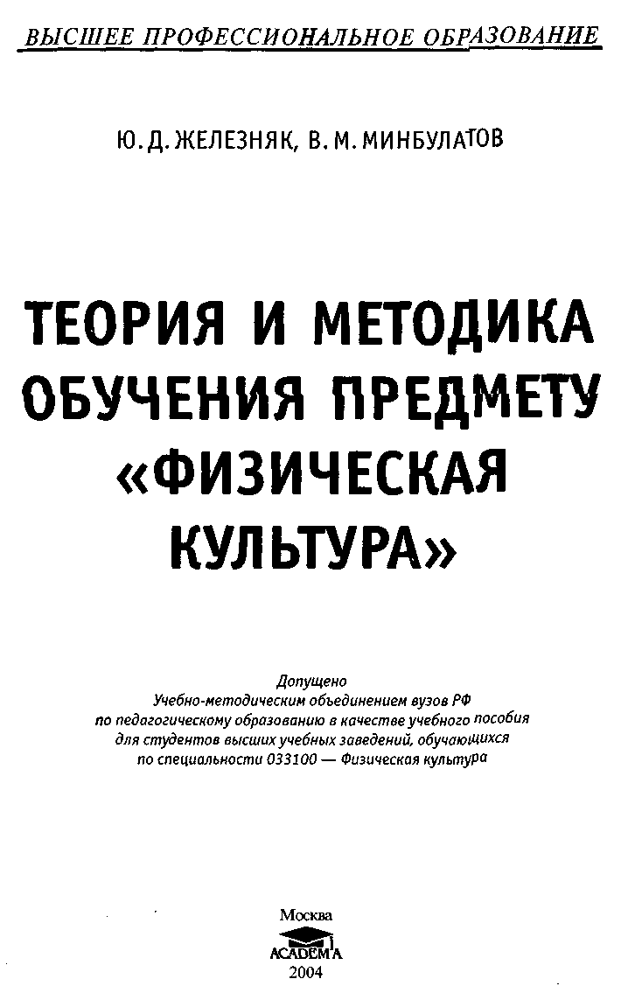 ВЫСШЕЕ ПРОФЕССИОНАЛЬНОЕ ОБРАЗОВАНИЕ
Ю.Д.ЖЕЛЕЗНЯК, В.М.МИНБУЛАТОВ
ТЕОРИЯ И МЕТОДИКА
ОБУЧЕНИЯ ПРЕДМЕТУ
«ФИЗИЧЕСКАЯ
КУЛЬТУРА»
Допущено
Учебно-методическим объединением вузов РФ
по педагогическому образованию в качестве учебного пособия
для студентов высших учебных заведений, обучающихся
по специальности 033100 — Физическая культура
Москва
ACADEMA
2004